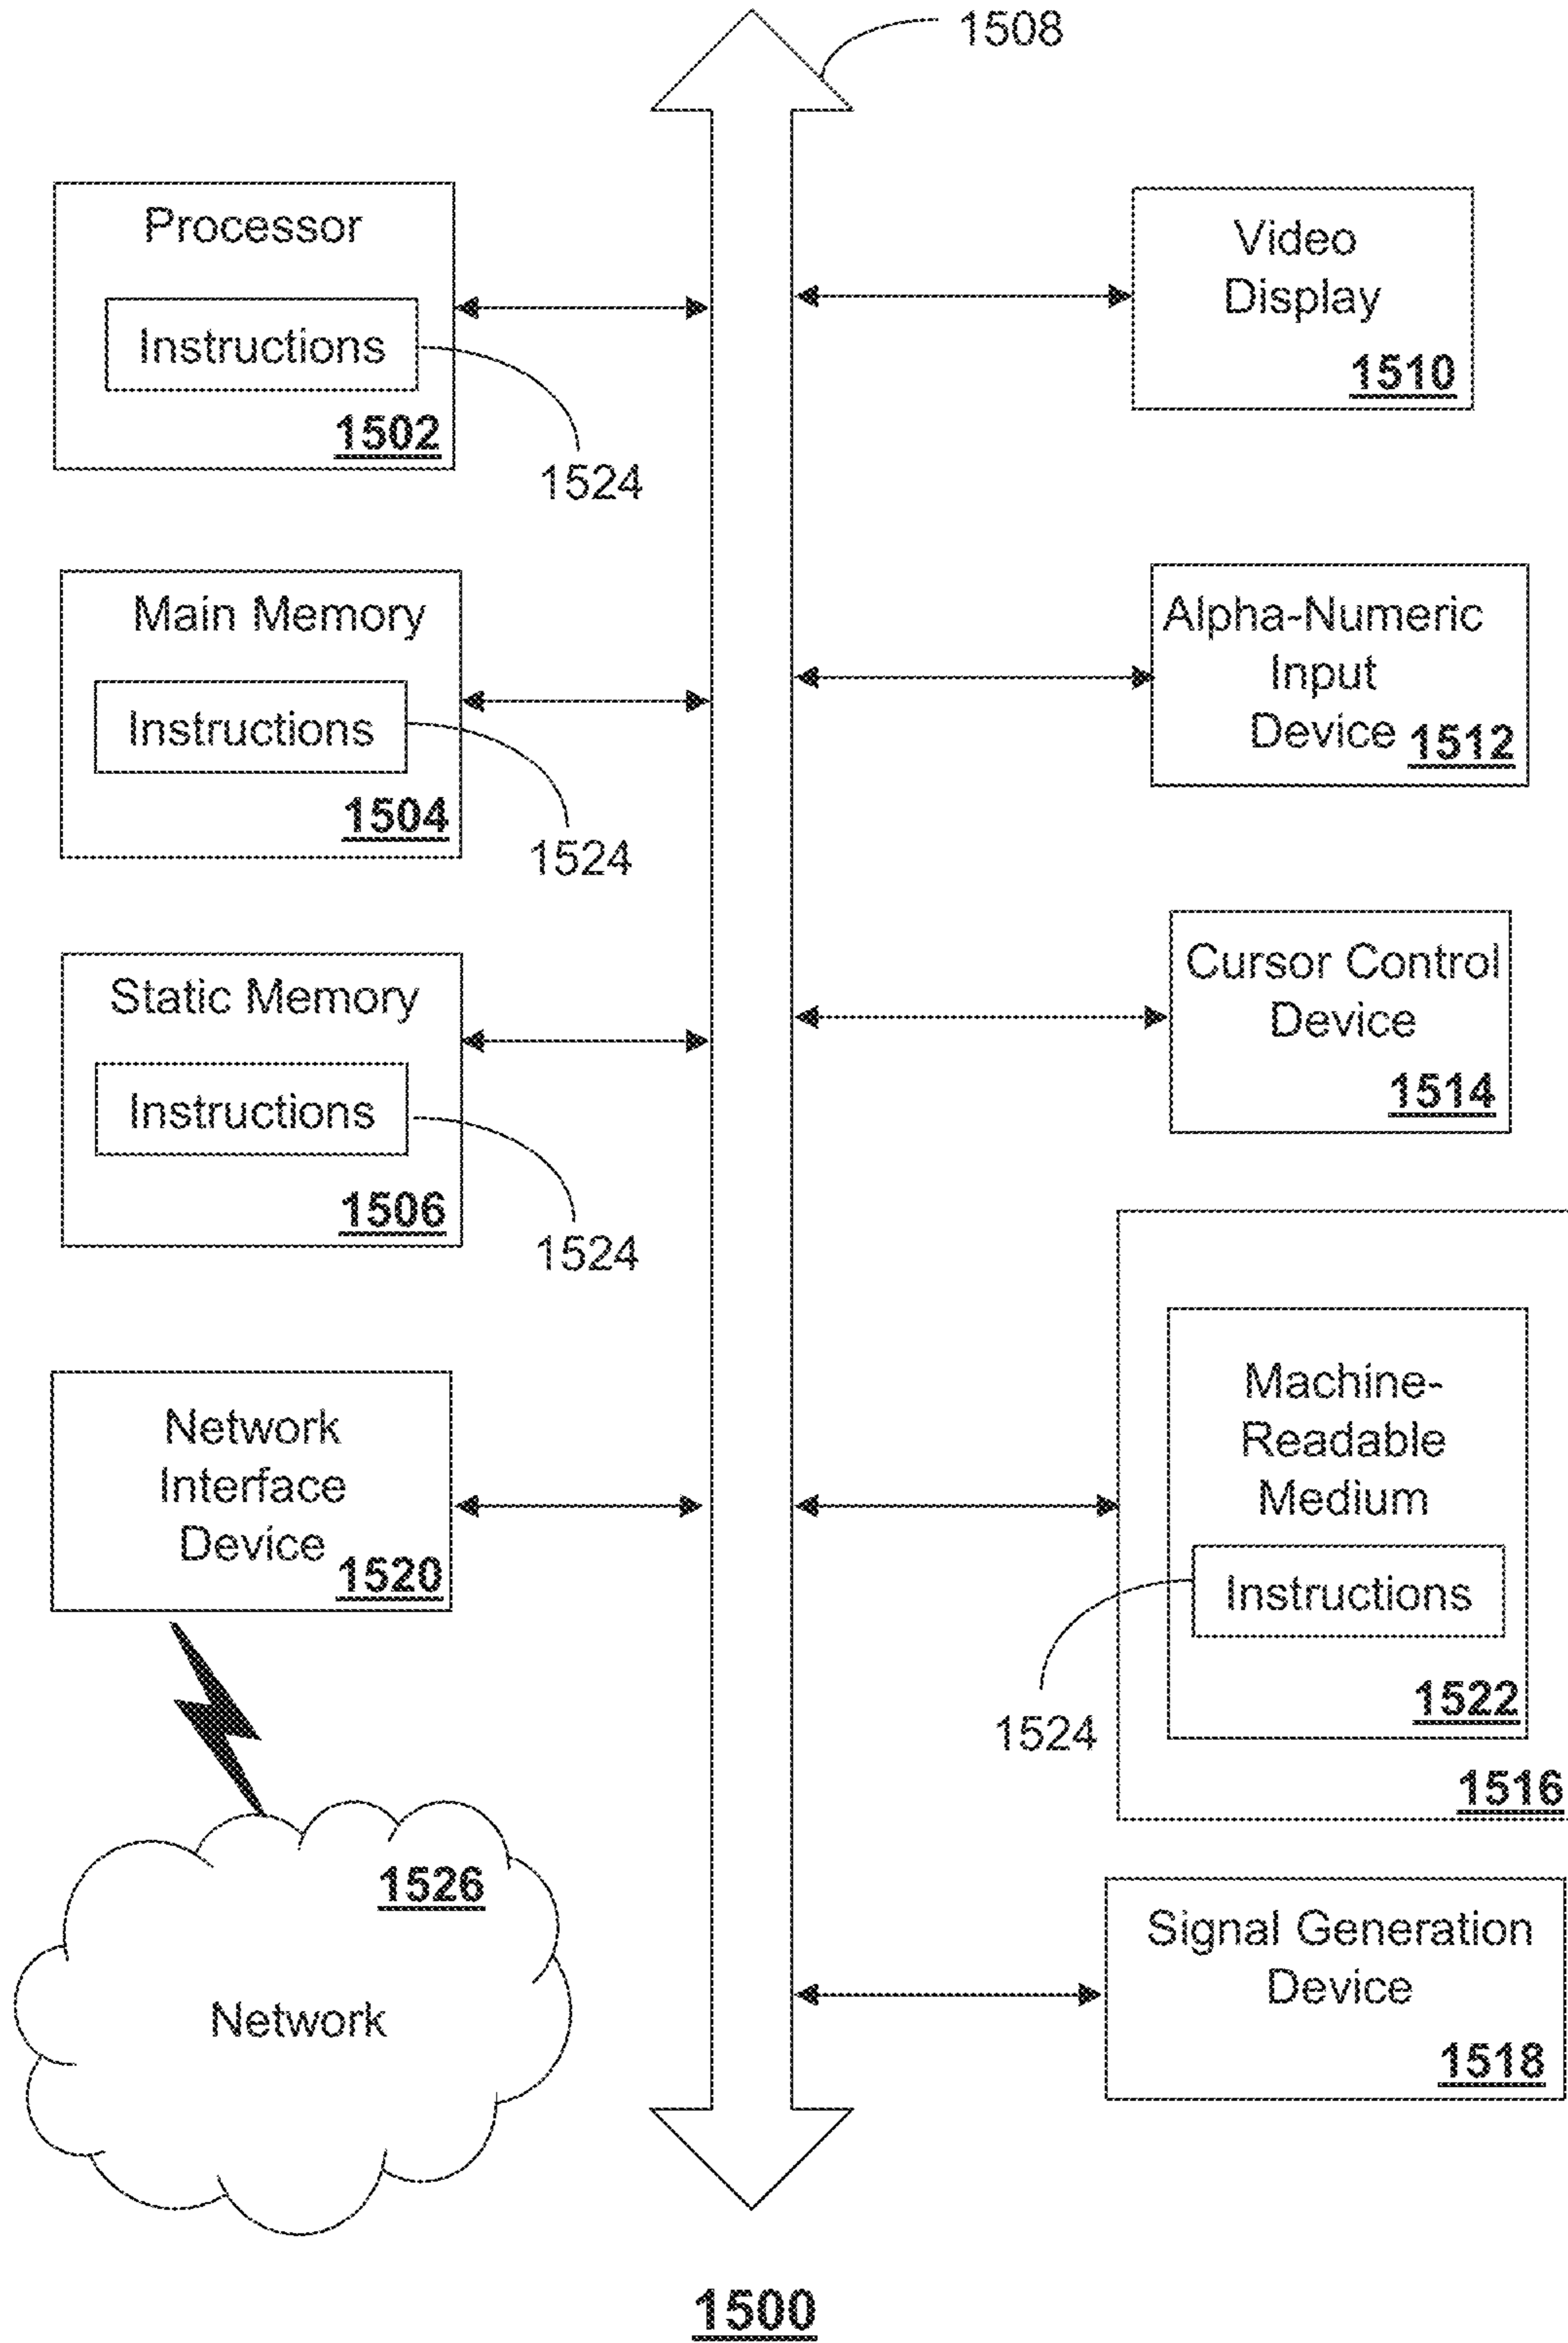 1508
Processor
Instructions
1502
1524
Main Memory
Instructions
1504
1524
Static Memory
Instructions
1506
1524
Network
Interface
Device
1520
1526
Network
Video
Display
1510
Alpha-Numeric
Input
Device 1512
Cursor Control
Device
1514
Machine-
Readable
Medium
Instructions
1524
1522
1516
Signal Generation
Device
1518
1500